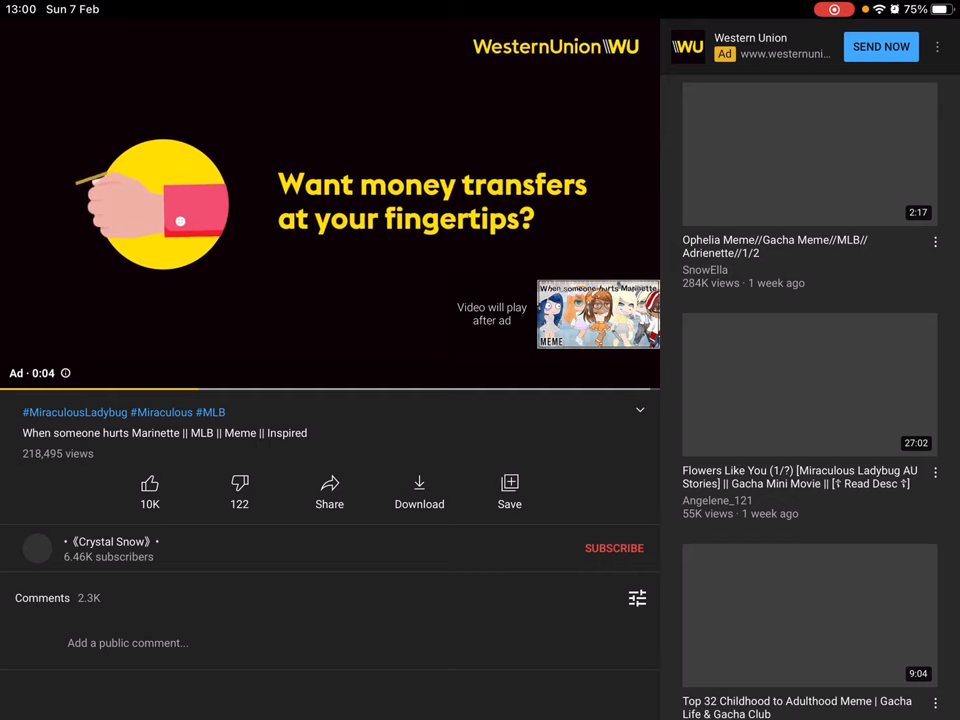 13:00 Sun 7 Feb
75%
WesternUnion WU
Want money transfers
at your fingertips?
Video will play
after ad
When someone hurts Marinette
MEME
Ad · 0:04
#MiraculousLadybug #Miraculous #MLB
When someone hurts Marinette || MLB || Meme || Inspired
218,495 views
10K
122
Share
Download
Save
•《Crystal Snow》•
6.46K subscribers
SUBSCRIBE
Comments 2.3K
Add a public comment...
WU
Western Union
Ad www.westernuni...
SEND NOW
2:17
Ophelia Meme//Gacha Meme//MLB//
Adrienette//1/2
SnowElla
284K views · 1 week ago
27:02
Flowers Like You (1/?) [Miraculous Ladybug AU
Stories] || Gacha Mini Movie || [☥ Read Desc ☥]
Angelene_121
55K views · 1 week ago
9:04
Top 32 Childhood to Adulthood Meme | Gacha
Life & Gacha Club